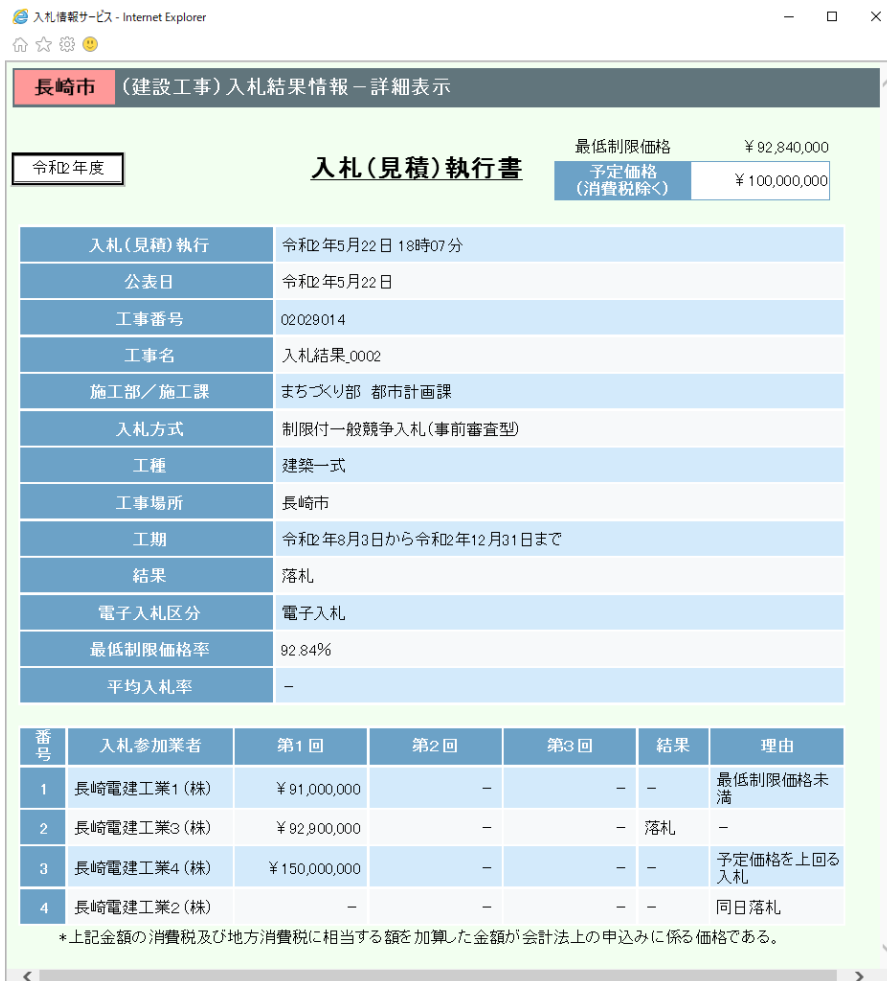 入札情報サービス - Internet Explorer
長崎市 (建設工事)入札結果情報－詳細表示
最低制限価格 ￥92,840,000
令和2年度
入札(見積)執行書
予定価格
(消費税除く) ￥100,000,000
入札(見積)執行 令和2年5月22日 18時07分
公表日 令和2年5月22日
工事番号 02029014
工事名 入札結果_0002
施工部／施工課 まちづくり部 都市計画課
入札方式 制限付一般競争入札(事前審査型)
工種 建築一式
工事場所 長崎市
工期 令和2年8月3日から令和2年12月31日まで
結果 落札
電子入札区分 電子入札
最低制限価格率 92.84％
平均入札率 －
番号 入札参加業者 第1回 第2回 第3回 結果 理由
1 長崎電建工業1(株) ￥91,000,000 － － － 最低制限価格未満
2 長崎電建工業3(株) ￥92,900,000 － － 落札 －
3 長崎電建工業4(株) ￥150,000,000 － － － 予定価格を上回る入札
4 長崎電建工業2(株) － － － － 同日落札
*上記金額の消費税及び地方消費税に相当する額を加算した金額が会計法上の申込みに係る価格である。